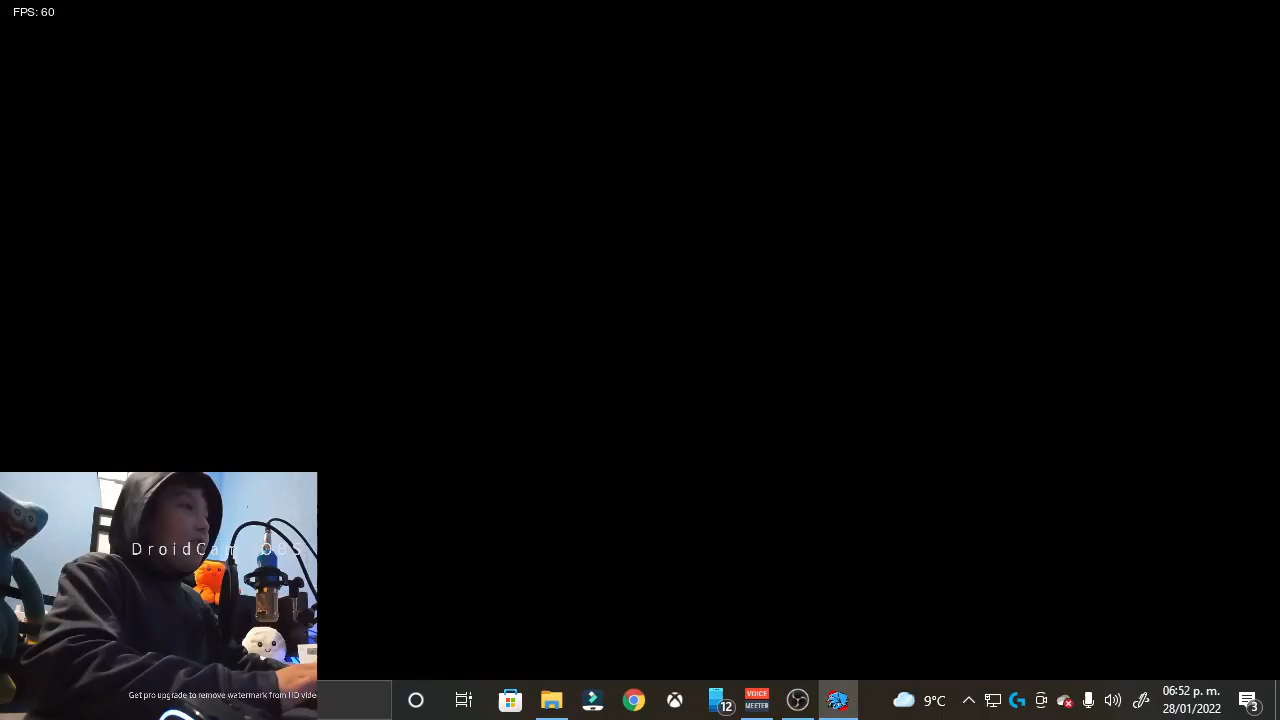 FPS: 60
DroidCam OBS
Get pro upgrade to remove watermark from HD vide
12
VOICE
MEETER
9°C
06:52 p. m.
28/01/2022
3